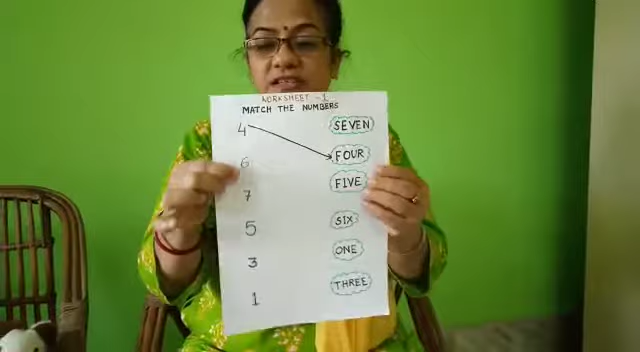 WORKSHEET - 1
MATCH THE NUMBERS
4 SEVEN
6 FOUR
7 FIVE
5 SIX
3 ONE
1 THREE